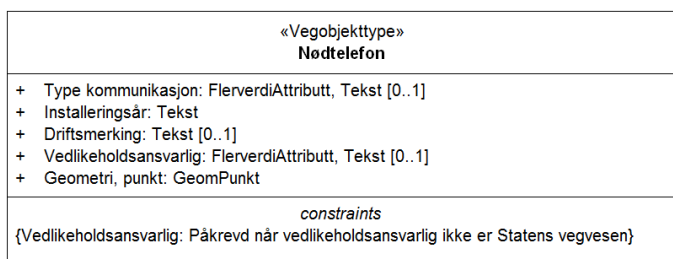 «Vegobjekttype»
Nødtelefon
+ Type kommunikasjon: FlerverdiAttributt, Tekst [0..1]
+ Installeringsår: Tekst
+ Driftsmerking: Tekst [0..1]
+ Vedlikeholdsansvarlig: FlerverdiAttributt, Tekst [0..1]
+ Geometri, punkt: GeomPunkt
constraints
{Vedlikeholdsansvarlig: Påkrevd når vedlikeholdsansvarlig ikke er Statens vegvesen}